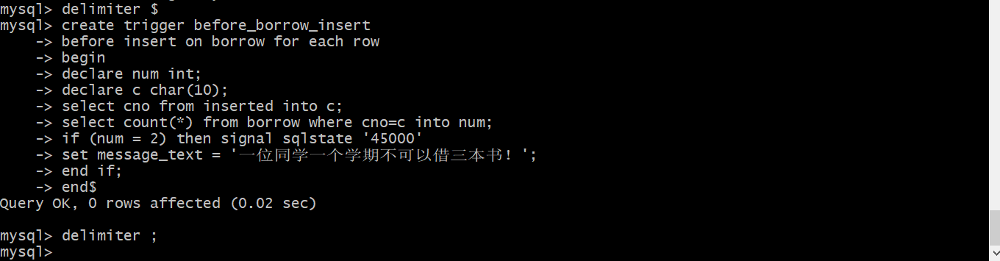 mysql> delimiter $
mysql> create trigger before_borrow_insert
    -> before insert on borrow for each row
    -> begin
    -> declare num int;
    -> declare c char(10);
    -> select cno from inserted into c;
    -> select count(*) from borrow where cno=c into num;
    -> if (num = 2) then signal sqlstate '45000'
    -> set message_text = '一位同学一个学期不可以借三本书！';
    -> end if;
    -> end$
Query OK, 0 rows affected (0.02 sec)

mysql> delimiter ;
mysql>